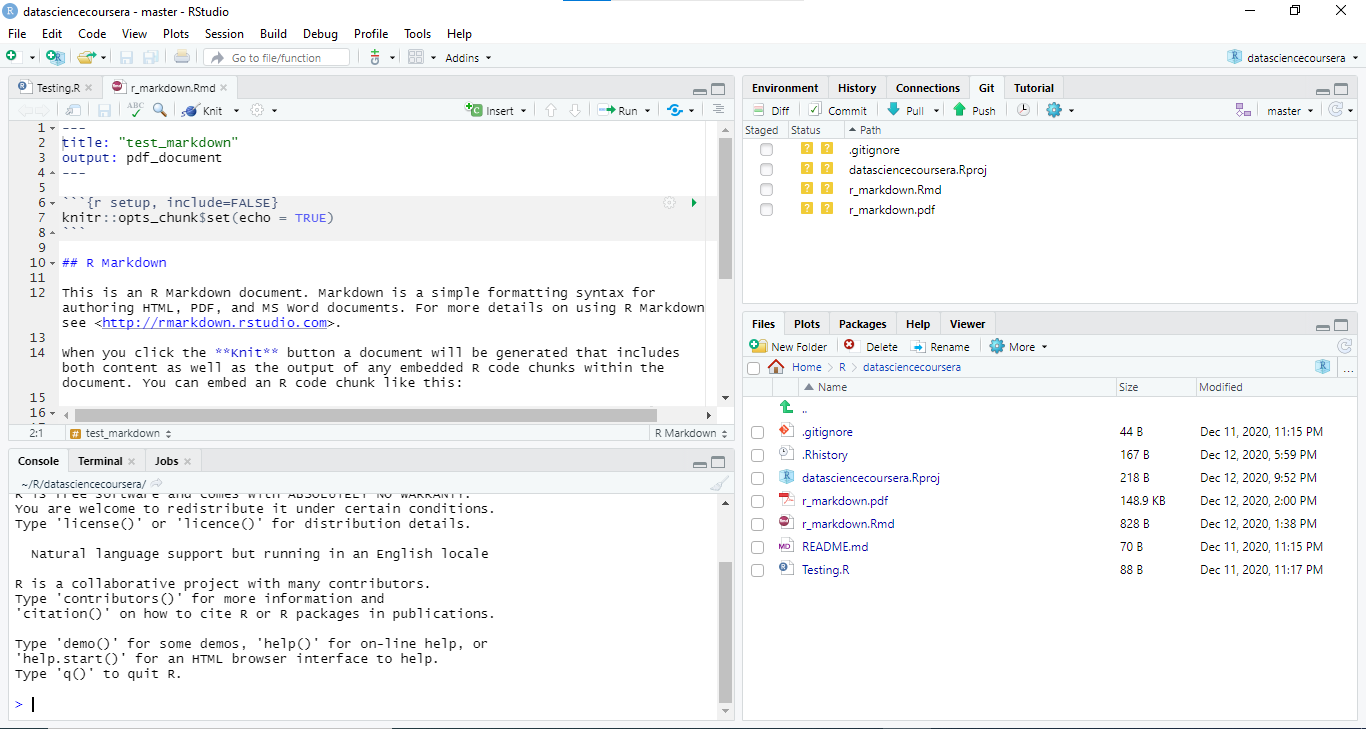 datasciencecoursera - master - RStudio
File Edit Code View Plots Session Build Debug Profile Tools Help
Go to file/function Addins datasciencecoursera
Testing.R r_markdown.Rmd
ABC Knit Insert Run
1 ---
2 title: "test_markdown"
3 output: pdf_document
4 ---
5
6 ```{r setup, include=FALSE}
7 knitr::opts_chunk$set(echo = TRUE)
8 ```
9
10 ## R Markdown
11
12 This is an R Markdown document. Markdown is a simple formatting syntax for
authoring HTML, PDF, and MS Word documents. For more details on using R Markdown
see <http://rmarkdown.rstudio.com>.
13
14 When you click the **Knit** button a document will be generated that includes
both content as well as the output of any embedded R code chunks within the
document. You can embed an R code chunk like this:
15
16
2:1 # test_markdown R Markdown
Console Terminal Jobs
~/R/datasciencecoursera/
R is free software and comes with ABSOLUTELY NO WARRANTY.
You are welcome to redistribute it under certain conditions.
Type 'license()' or 'licence()' for distribution details.
Natural language support but running in an English locale
R is a collaborative project with many contributors.
Type 'contributors()' for more information and
'citation()' on how to cite R or R packages in publications.
Type 'demo()' for some demos, 'help()' for on-line help, or
'help.start()' for an HTML browser interface to help.
Type 'q()' to quit R.
>
Environment History Connections Git Tutorial
Diff Commit Pull Push master
Staged Status Path
? ? .gitignore
? ? datasciencecoursera.Rproj
? ? r_markdown.Rmd
? ? r_markdown.pdf
Files Plots Packages Help Viewer
New Folder Delete Rename More
Home R datasciencecoursera ...
Name Size Modified
..
.gitignore 44 B Dec 11, 2020, 11:15 PM
.Rhistory 167 B Dec 12, 2020, 5:59 PM
datasciencecoursera.Rproj 218 B Dec 12, 2020, 9:52 PM
r_markdown.pdf 148.9 KB Dec 12, 2020, 2:00 PM
r_markdown.Rmd 828 B Dec 12, 2020, 1:38 PM
MD README.md 70 B Dec 11, 2020, 11:15 PM
Testing.R 88 B Dec 11, 2020, 11:17 PM